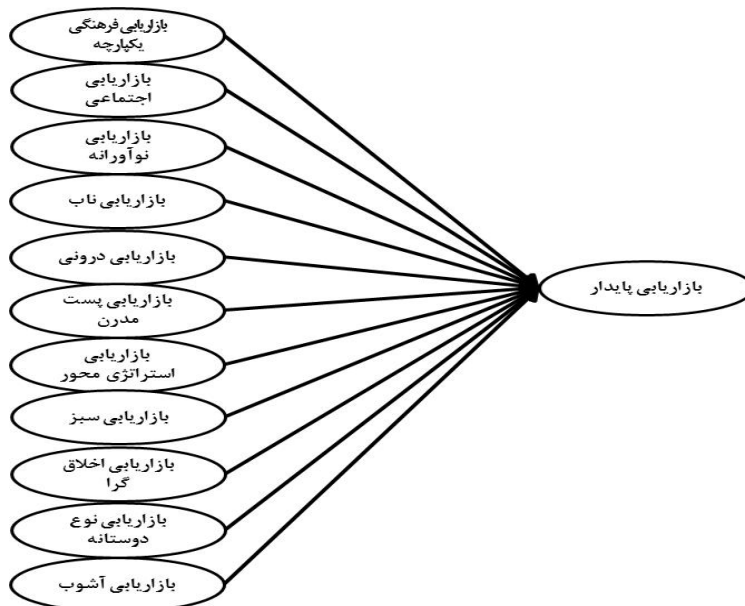 بازاریابی فرهنگی
یکپارچه
بازاریابی
اجتماعی
بازاریابی
نوآورانه
بازاریابی ناب
بازاریابی درونی
بازاریابی پست
مدرن
بازاریابی
استراتژی محور
بازاریابی سبز
بازاریابی اخلاق
گرا
بازاریابی نوع
دوستانه
بازاریابی آشوب
بازاریابی پایدار